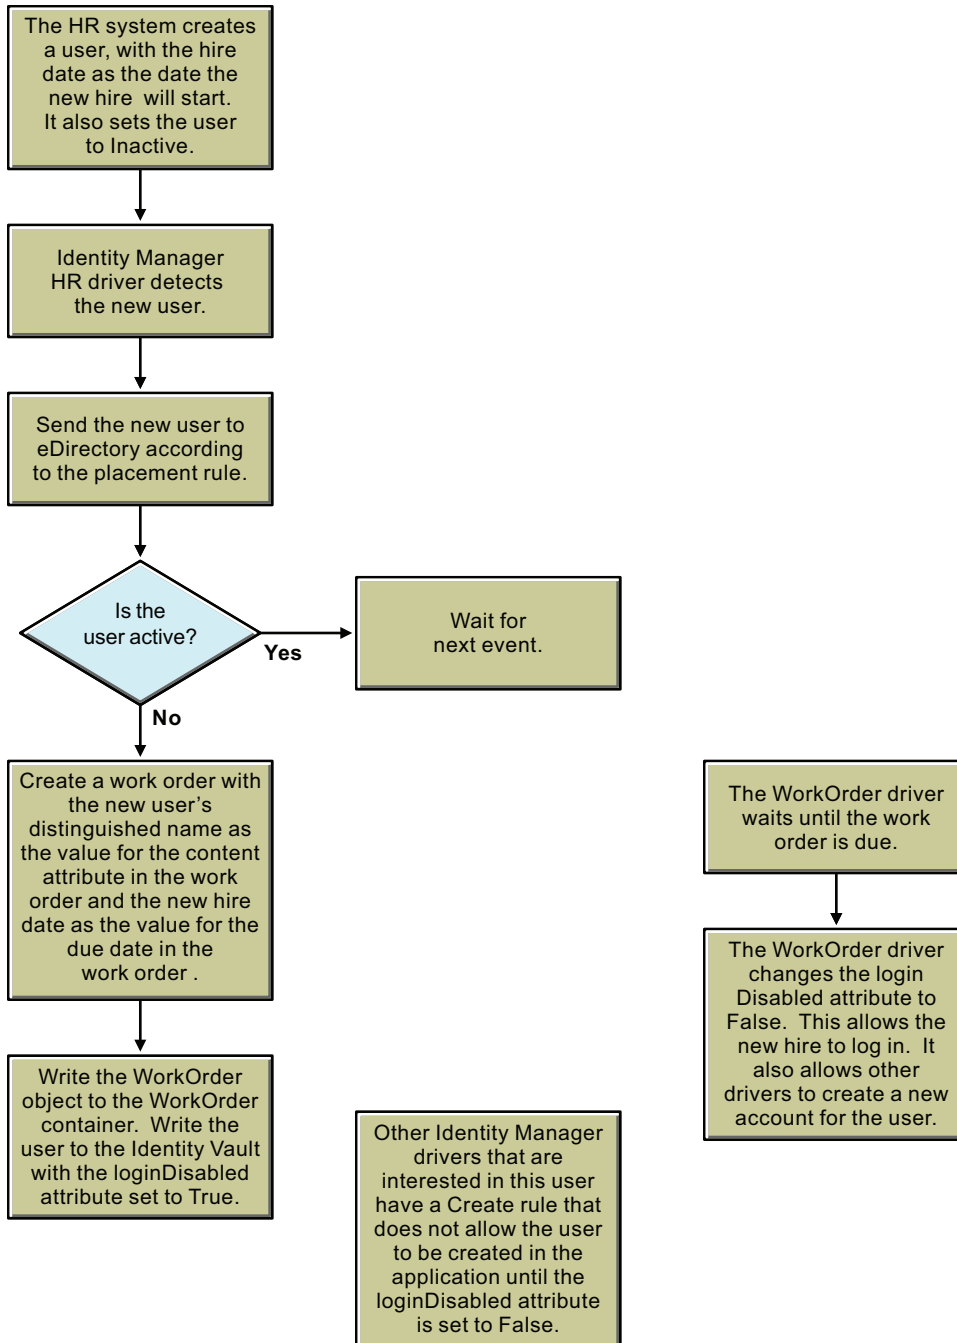 The HR system creates
a user, with the hire
date as the date the
new hire will start.
It also sets the user
to Inactive.
Identity Manager
HR driver detects
the new user.
Send the new user to
eDirectory according
to the placement rule.
Is the
user active?
Yes
No
Wait for
next event.
Create a work order with
the new user’s
distinguished name as
the value for the content
attribute in the work
order and the new hire
date as the value for the
due date in the
work order .
Write the WorkOrder
object to the WorkOrder
container. Write the
user to the Identity Vault
with the loginDisabled
attribute set to True.
Other Identity Manager
drivers that are
interested in this user
have a Create rule that
does not allow the user
to be created in the
application until the
loginDisabled attribute
is set to False.
The WorkOrder driver
waits until the work
order is due.
The WorkOrder driver
changes the login
Disabled attribute to
False. This allows the
new hire to log in. It
also allows other
drivers to create a new
account for the user.